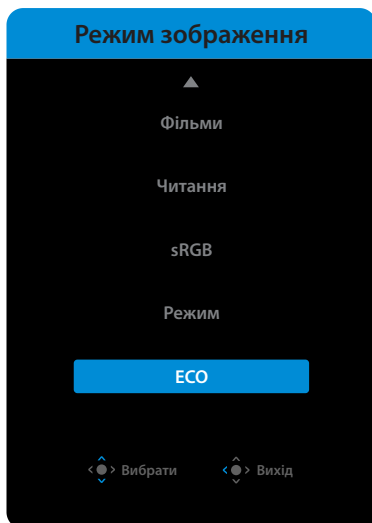 Режим зображення
Фільми
Читання
sRGB
Режим
ECO
Вибрати Вихід